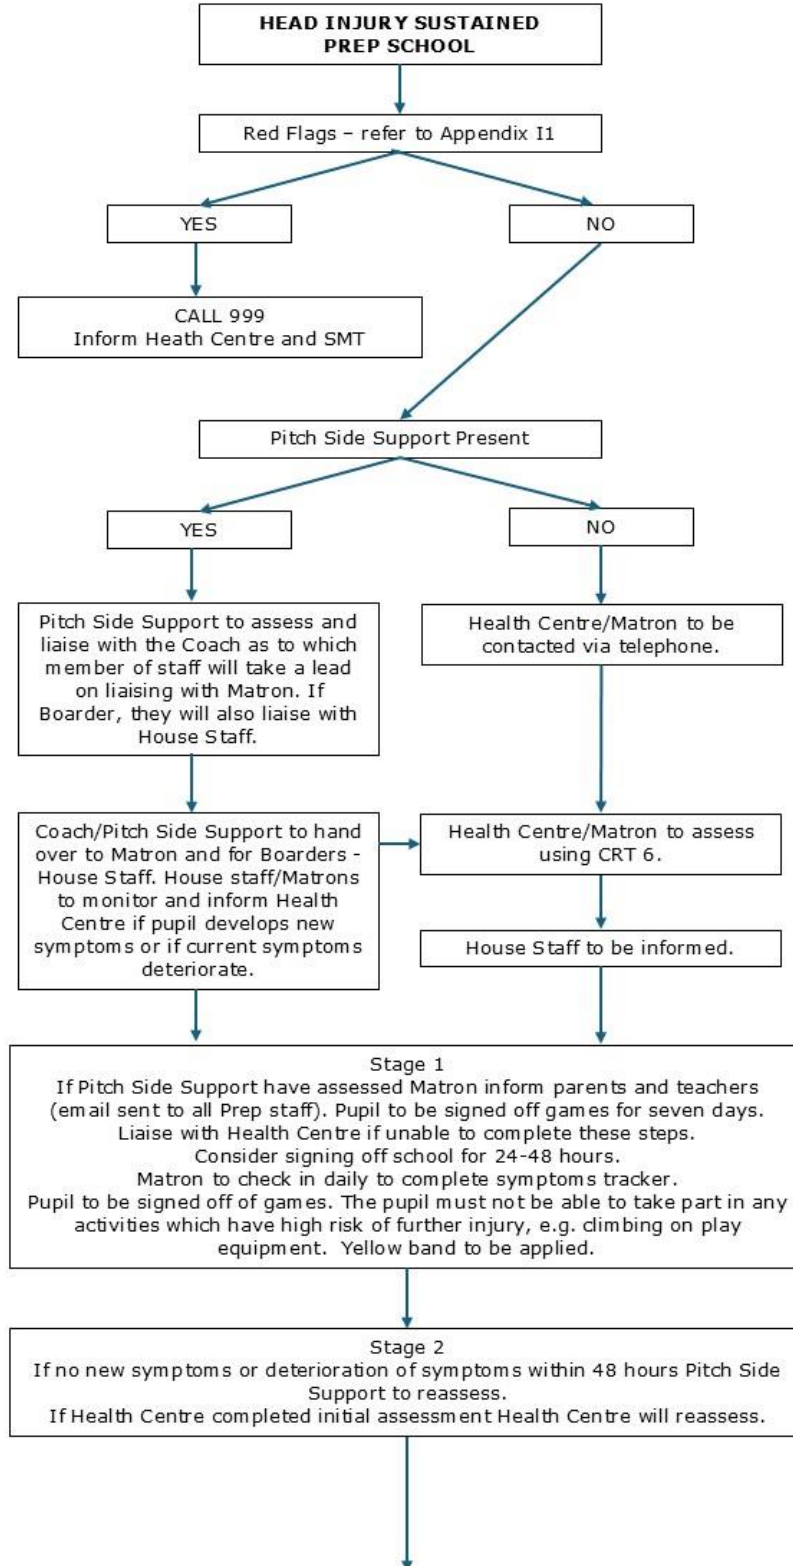 HEAD INJURY SUSTAINED
PREP SCHOOL
Red Flags – refer to Appendix I1
YES
NO
CALL 999
Inform Heath Centre and SMT
Pitch Side Support Present
YES
NO
Pitch Side Support to assess and
liaise with the Coach as to which
member of staff will take a lead
on liaising with Matron. If
Boarder, they will also liaise with
House Staff.
Health Centre/Matron to be
contacted via telephone.
Coach/Pitch Side Support to hand
over to Matron and for Boarders -
House Staff. House staff/Matrons
to monitor and inform Health
Centre if pupil develops new
symptoms or if current symptoms
deteriorate.
Health Centre/Matron to assess
using CRT 6.
House Staff to be informed.
Stage 1
If Pitch Side Support have assessed Matron inform parents and teachers
(email sent to all Prep staff). Pupil to be signed off games for seven days.
Liaise with Health Centre if unable to complete these steps.
Consider signing off school for 24-48 hours.
Matron to check in daily to complete symptoms tracker.
Pupil to be signed off of games. The pupil must not be able to take part in any
activities which have high risk of further injury, e.g. climbing on play
equipment. Yellow band to be applied.
Stage 2
If no new symptoms or deterioration of symptoms within 48 hours Pitch Side
Support to reassess.
If Health Centre completed initial assessment Health Centre will reassess.